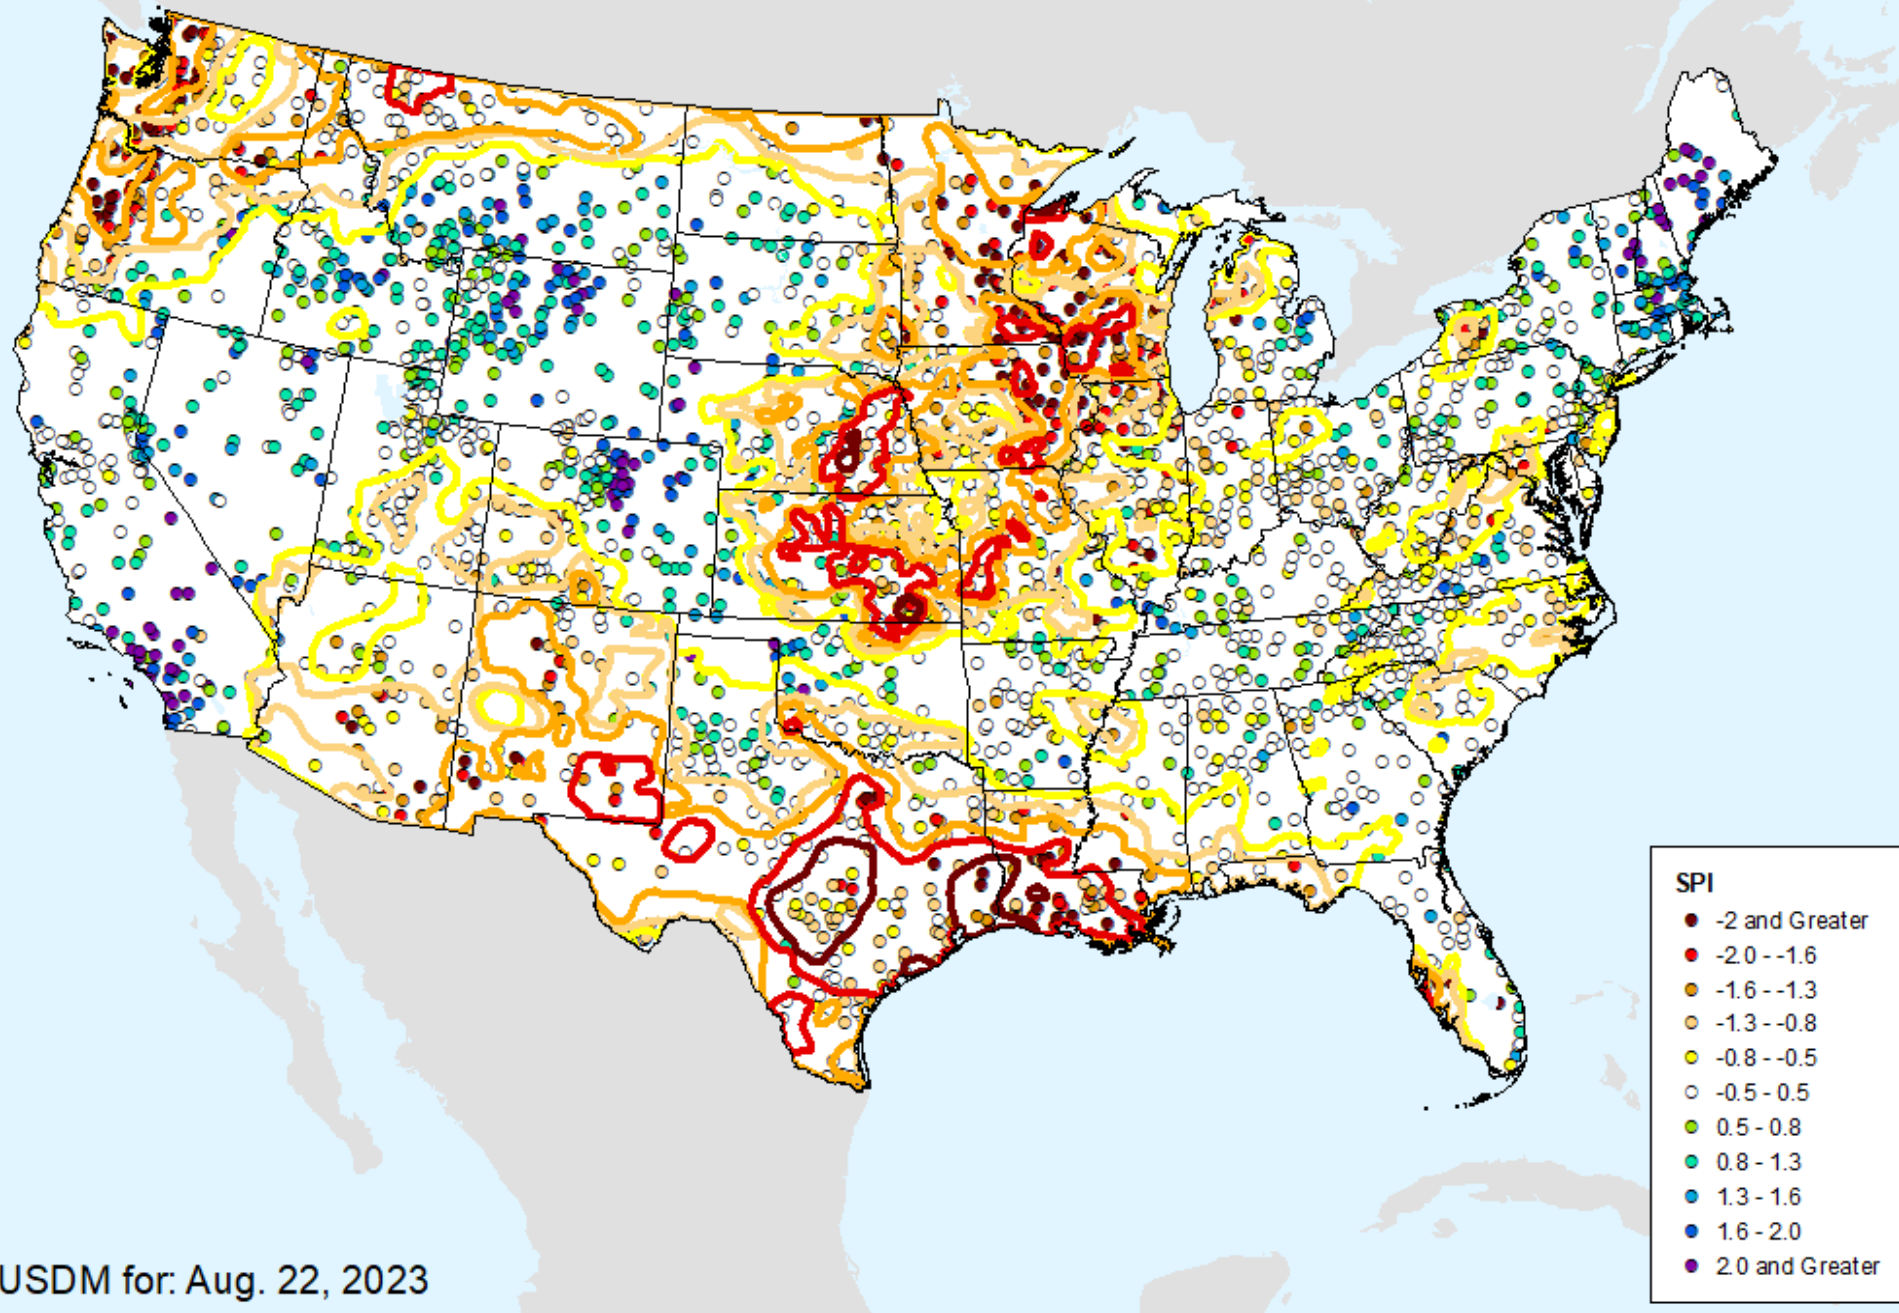 SPI
-2 and Greater
-2.0 - -1.6
-1.6 - -1.3
-1.3 - -0.8
-0.8 - -0.5
-0.5 - 0.5
0.5 - 0.8
0.8 - 1.3
1.3 - 1.6
1.6 - 2.0
2.0 and Greater
USDM for: Aug. 22, 2023